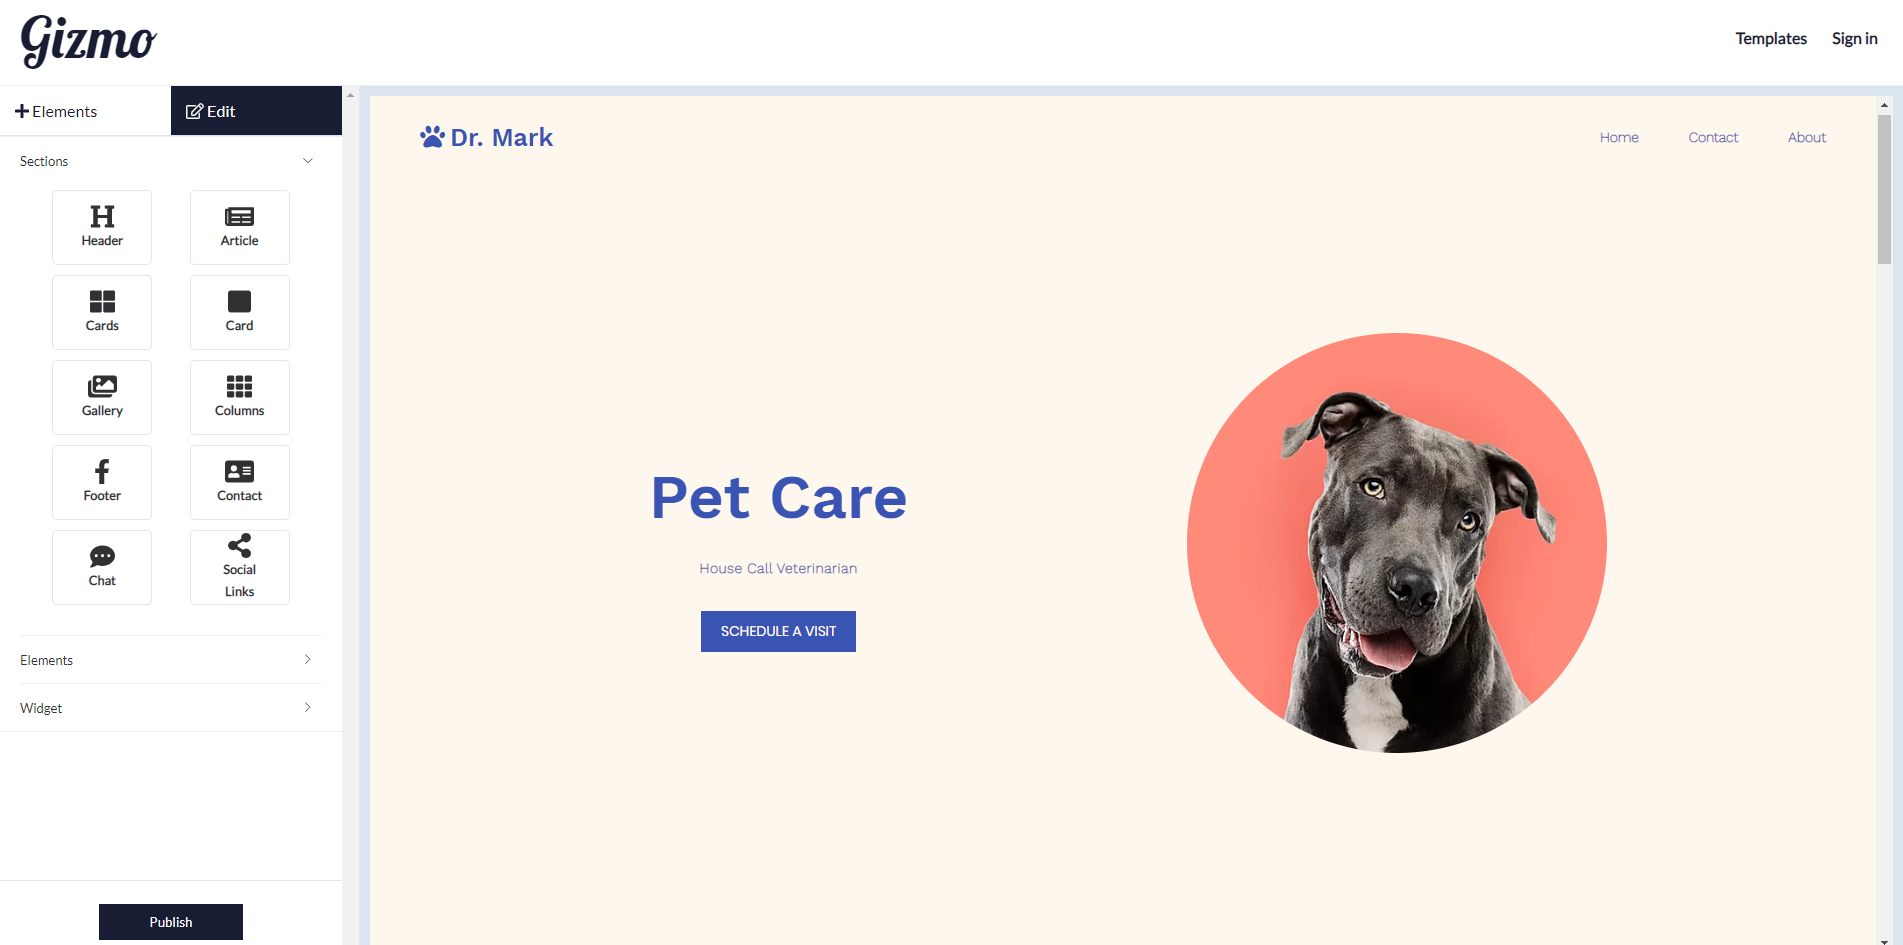 Gizmo
Templates
Sign in
Elements
Edit
Sections
Header
Article
Cards
Card
Gallery
Columns
Footer
Contact
Chat
Social
Links
Elements
Widget
Publish
Dr. Mark
Home
Contact
About
Pet Care
House Call Veterinarian
SCHEDULE A VISIT